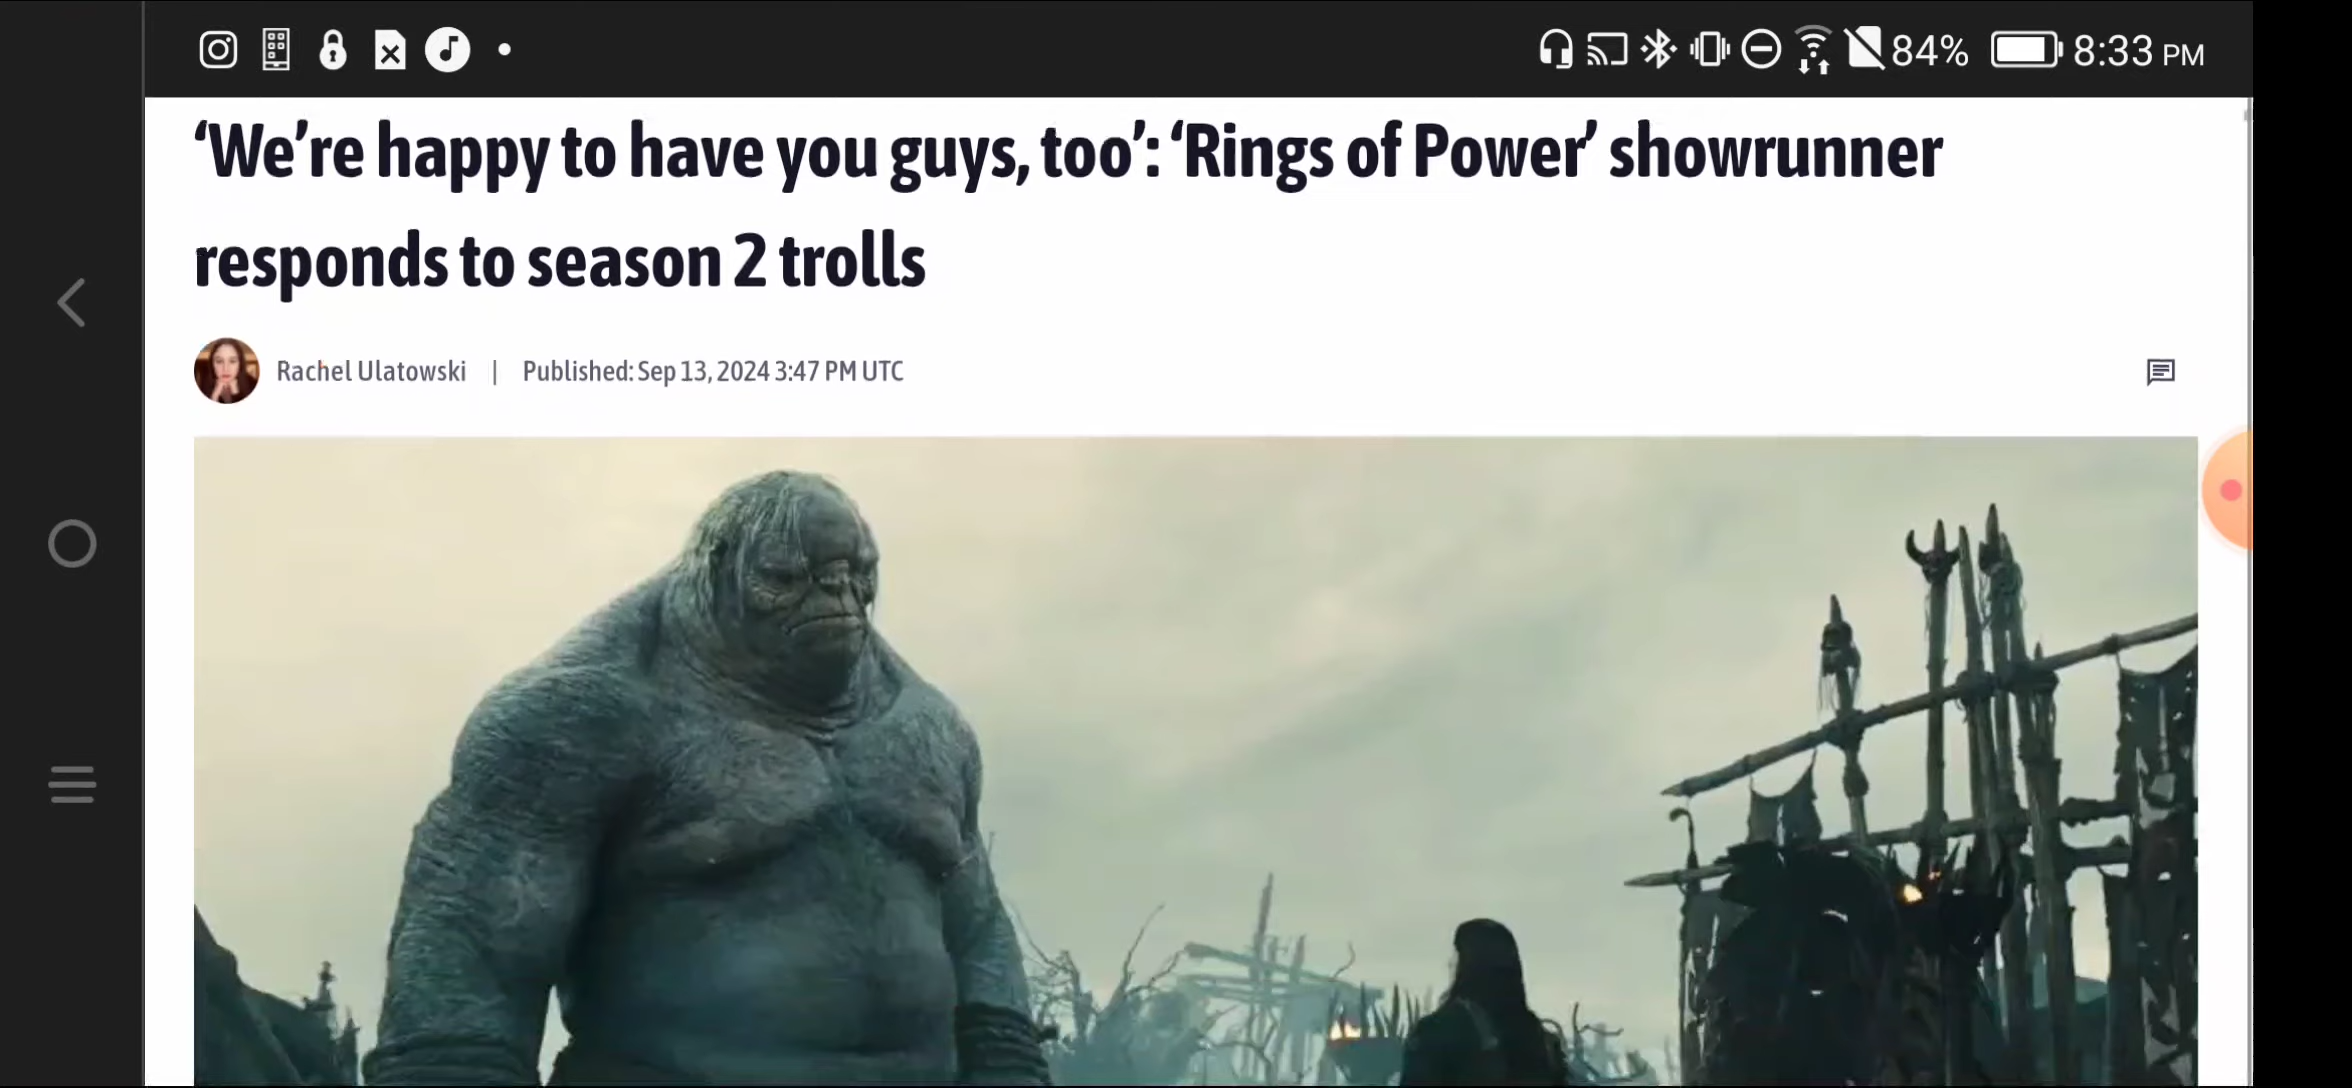 84% 8:33 PM
‘We’re happy to have you guys, too’: ‘Rings of Power’ showrunner
responds to season 2 trolls
Rachel Ulatowski | Published: Sep 13, 2024 3:47 PM UTC